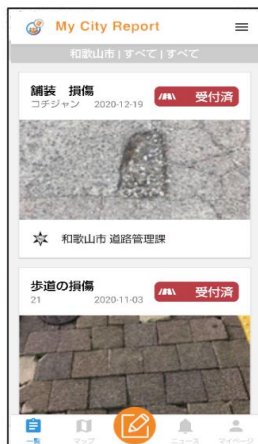 My City Report
和歌山市 | すべて | すべて
舗装 損傷
コチジャン 2020-12-19
受付済
和歌山市 道路管理課
歩道の損傷
21 2020-11-03
受付済
一覧 マップ ニュース マイページ